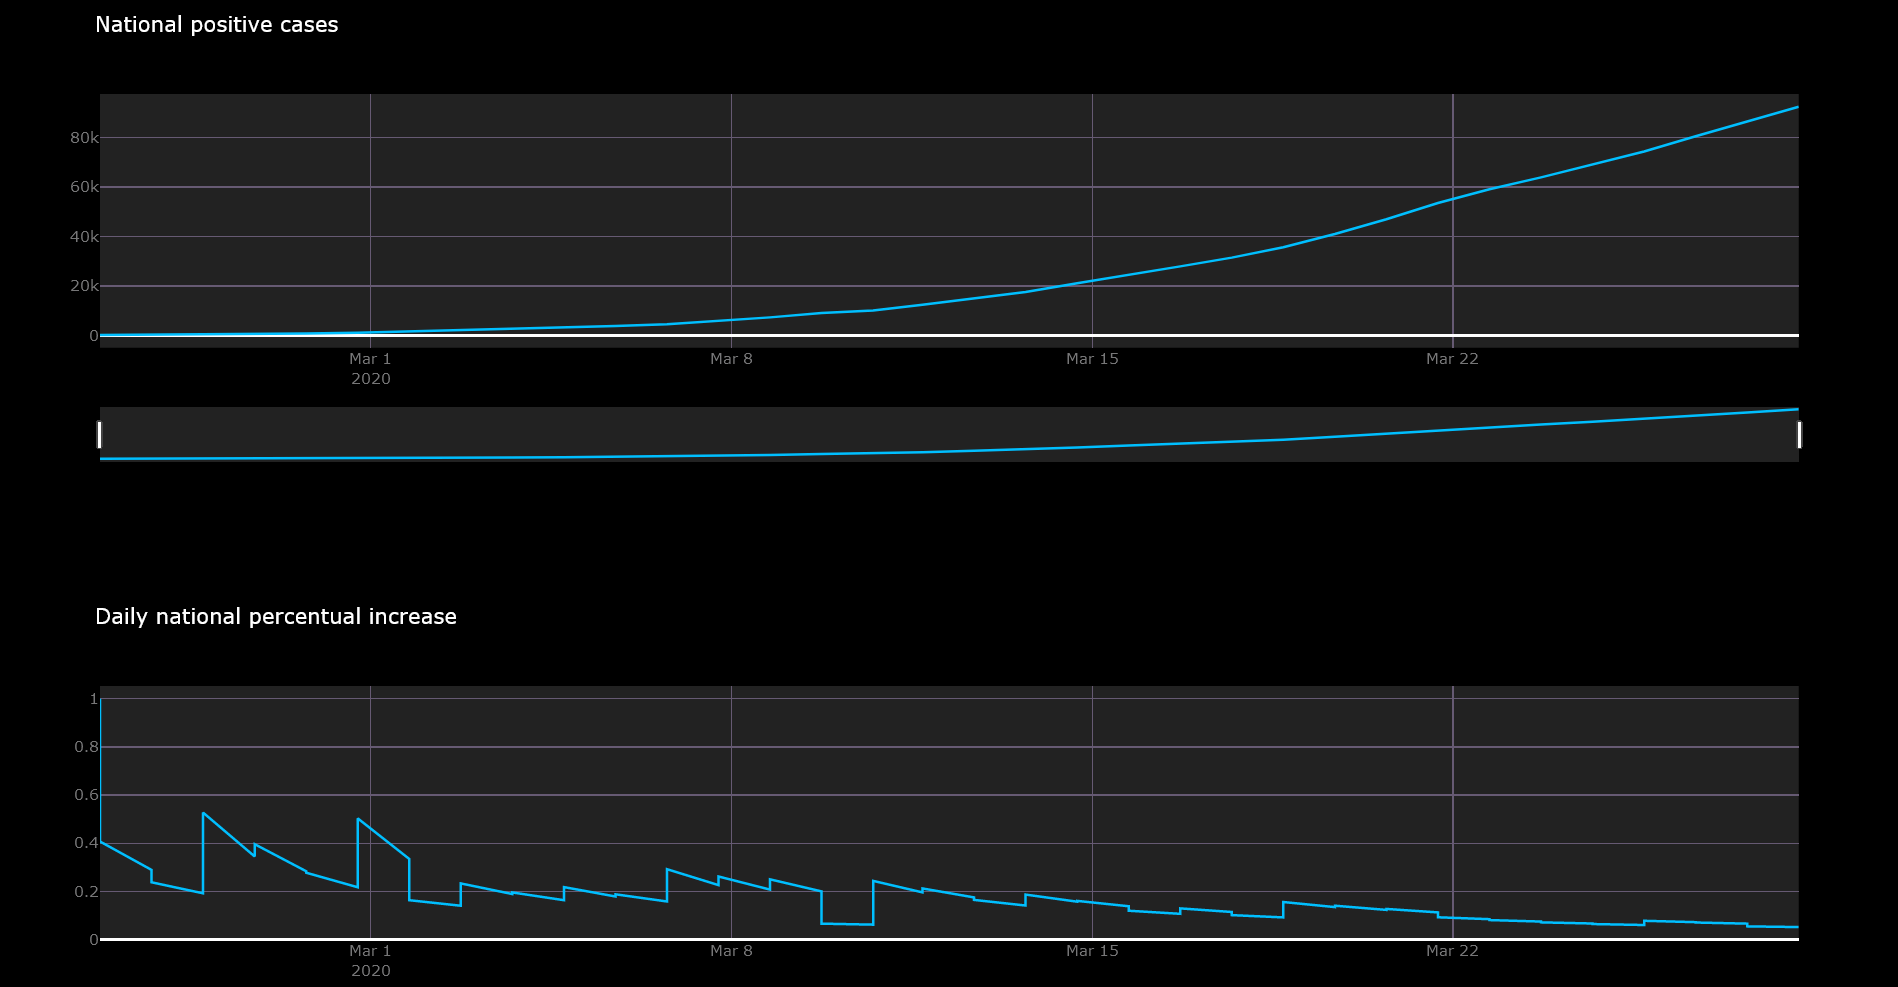 National positive cases
80k
60k
40k
20k
0
Mar 1 Mar 8 Mar 15 Mar 22
2020
Daily national percentual increase
1
0.8
0.6
0.4
0.2
0
Mar 1 Mar 8 Mar 15 Mar 22
2020